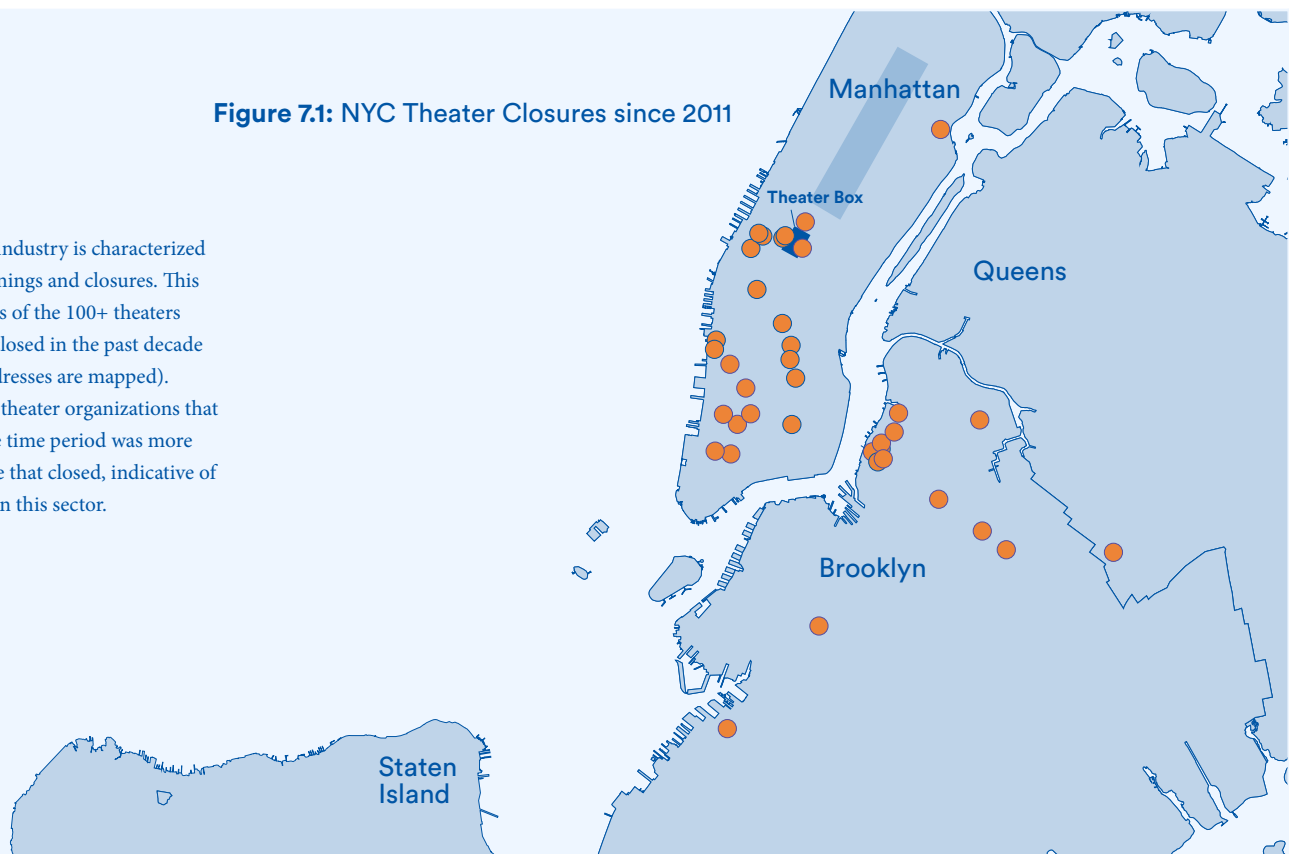 Figure 7.1: NYC Theater Closures since 2011
industry is characterized
nings and closures. This
s of the 100+ theaters
losed in the past decade
dresses are mapped).
theater organizations that
e time period was more
e that closed, indicative of
n this sector.
Manhattan
Theater Box
Queens
Brooklyn
Staten
Island